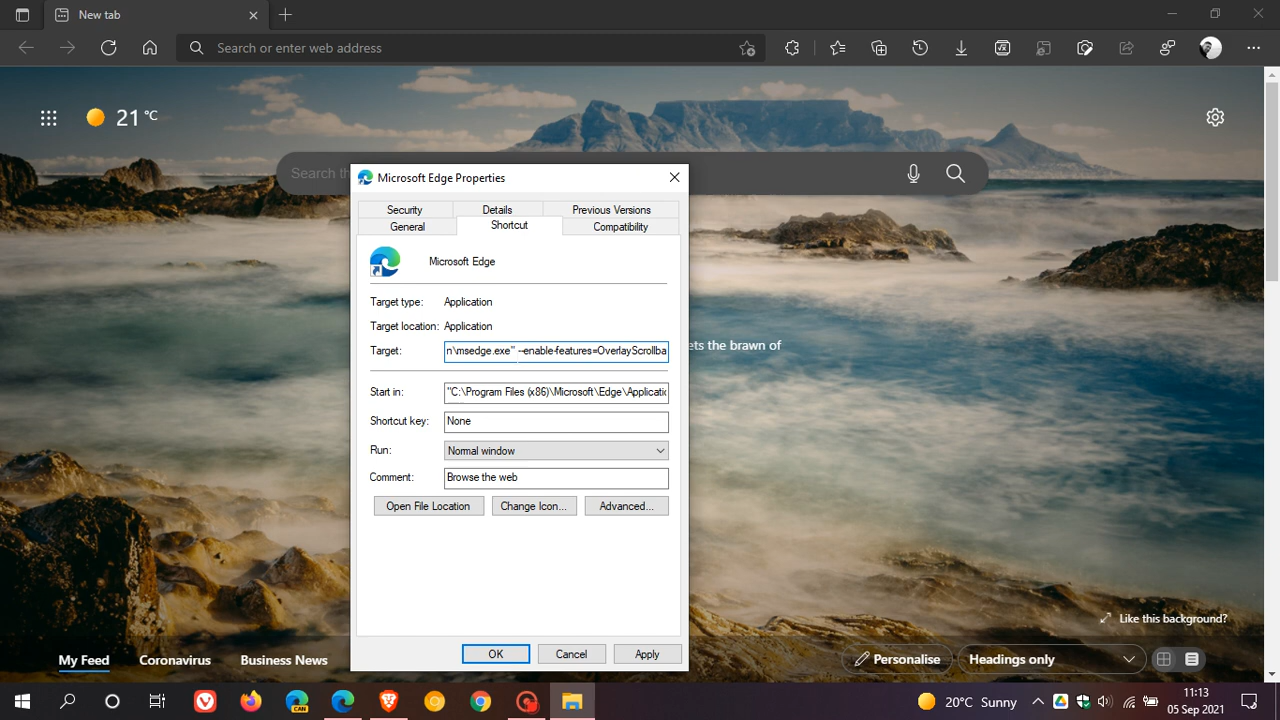 New tab
Search or enter web address
21 °C
Search th
Microsoft Edge Properties
Security
Details
Previous Versions
General
Shortcut
Compatibility
Microsoft Edge
Target type: Application
Target location: Application
Target: n\msedge.exe" --enable-features=OverlayScrollba
Start in: "C:\Program Files (x86)\Microsoft\Edge\Applicatio
Shortcut key: None
Run: Normal window
Comment: Browse the web
Open File Location
Change Icon...
Advanced...
ets the brawn of
OK
Cancel
Apply
Like this background?
My Feed
Coronavirus
Business News
Personalise
Headings only
CAN
20°C Sunny
11:13
05 Sep 2021